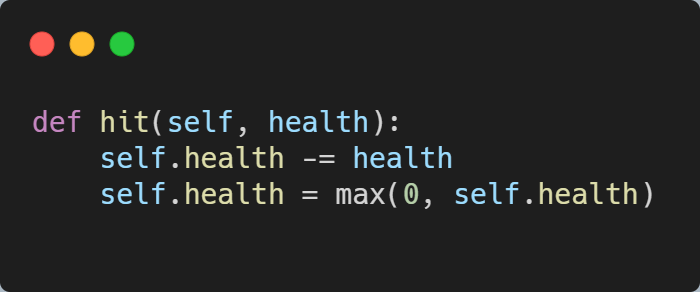 def hit(self, health):
    self.health -= health
    self.health = max(0, self.health)